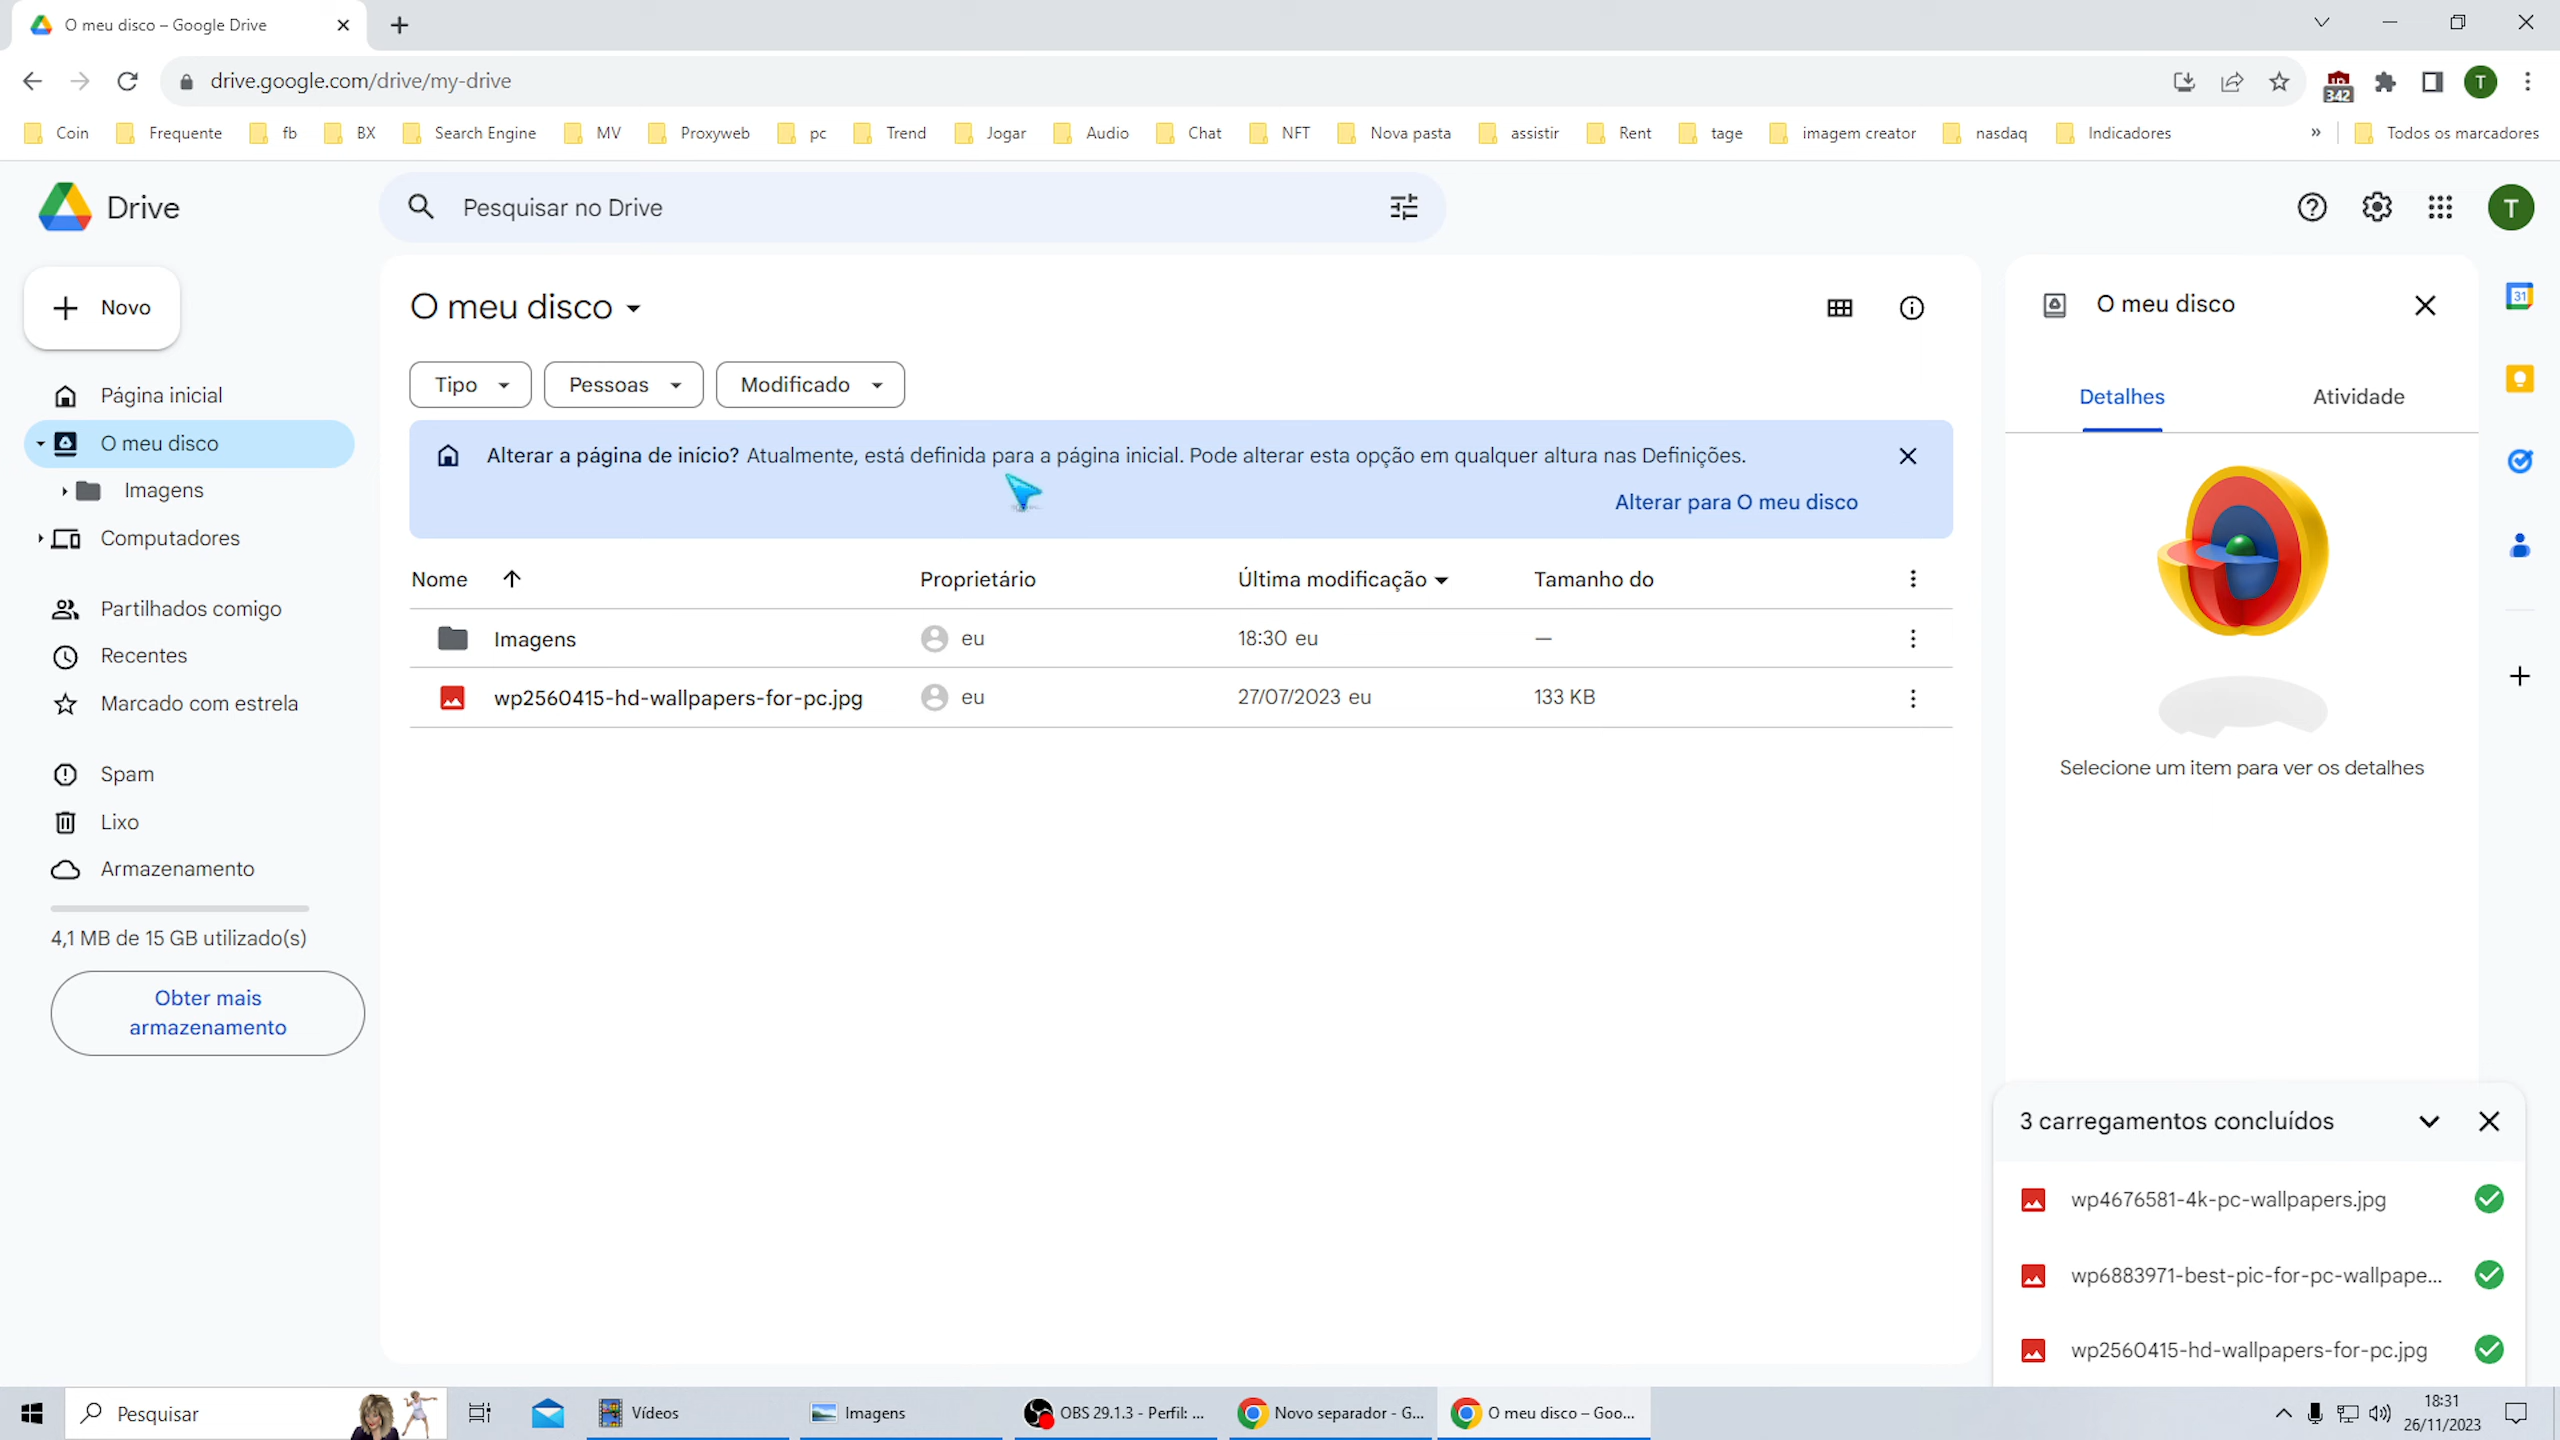 O meu disco – Google Drive
drive.google.com/drive/my-drive
342
T
Coin Frequente fb BX Search Engine MV Proxyweb pc Trend Jogar Audio Chat NFT Nova pasta assistir Rent tage imagem creator nasdaq Indicadores » Todos os marcadores
Drive
Pesquisar no Drive
T
Novo
Página inicial
O meu disco
Imagens
Computadores
Partilhados comigo
Recentes
Marcado com estrela
Spam
Lixo
Armazenamento
4,1 MB de 15 GB utilizado(s)
Obter mais
armazenamento
O meu disco
Tipo Pessoas Modificado
Alterar a página de início? Atualmente, está definida para a página inicial. Pode alterar esta opção em qualquer altura nas Definições.
Alterar para O meu disco
Nome Proprietário Última modificação Tamanho do
Imagens eu 18:30 eu —
wp2560415-hd-wallpapers-for-pc.jpg eu 27/07/2023 eu 133 KB
O meu disco
Detalhes Atividade
Selecione um item para ver os detalhes
31
3 carregamentos concluídos
wp4676581-4k-pc-wallpapers.jpg
wp6883971-best-pic-for-pc-wallpape...
wp2560415-hd-wallpapers-for-pc.jpg
Pesquisar
Vídeos
Imagens
OBS 29.1.3 - Perfil: ...
Novo separador - G...
O meu disco – Goo...
18:31
26/11/2023